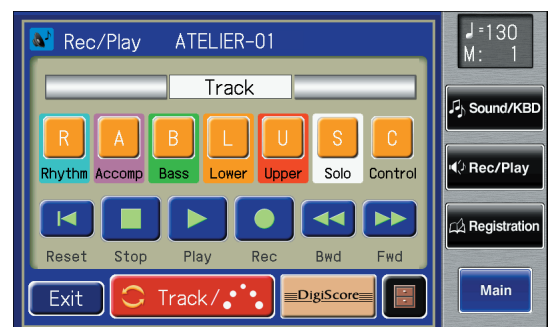 Rec/Play ATELIER-01
♩=130
M: 1
Track
R A B L U S C
Rhythm Accomp Bass Lower Upper Solo Control
Reset Stop Play Rec Bwd Fwd
Exit Track/ DigiScore
Sound/KBD
Rec/Play
Registration
Main